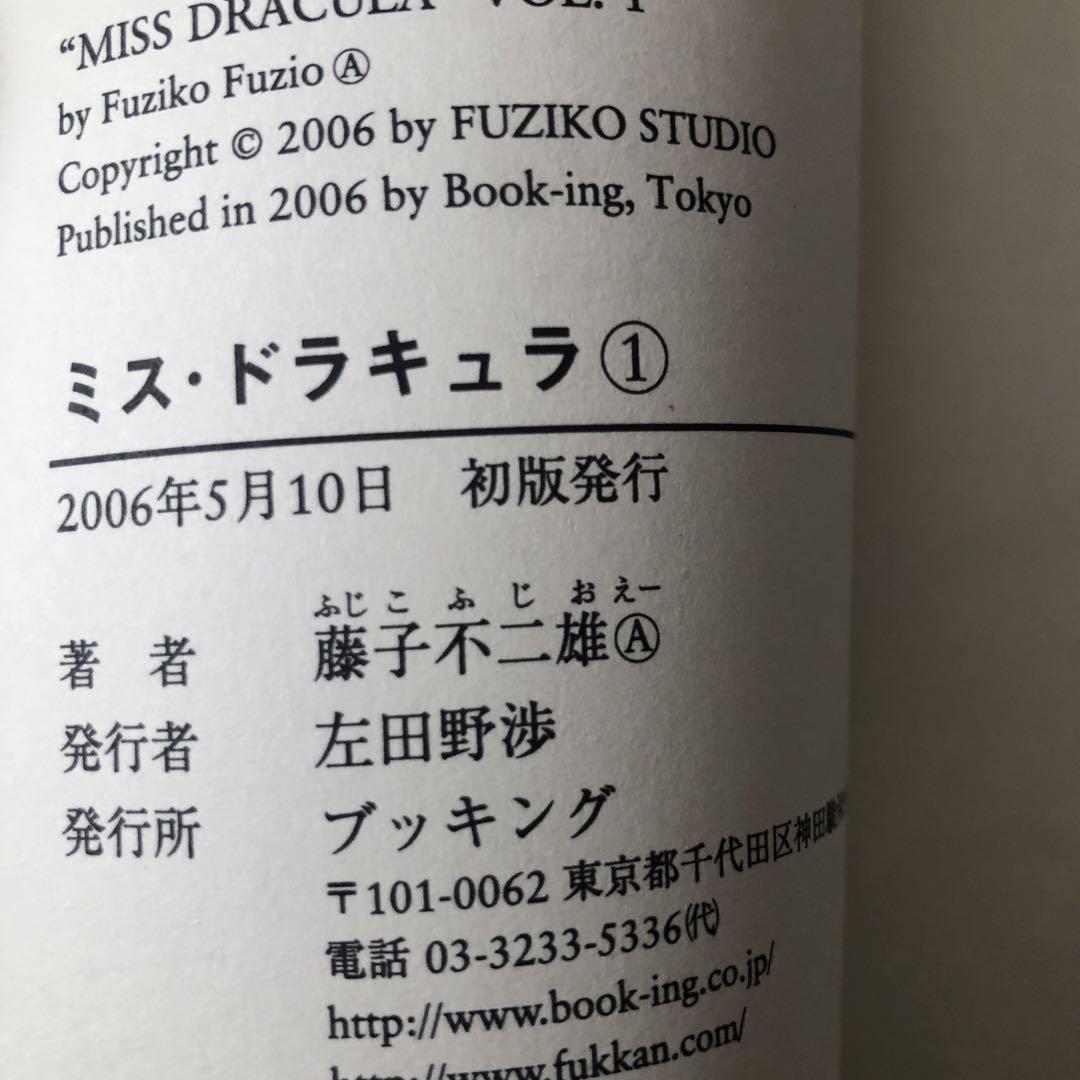 “MISS DRACULA” VOL. 1
by Fuziko Fuzio Ⓐ
Copyright © 2006 by FUZIKO STUDIO
Published in 2006 by Book-ing, Tokyo
ミス・ドラキュラ①
2006年5月10日 初版発行
ふじこふじおえー
著 者 藤子不二雄Ⓐ
発行者 左田野渉
発行所 ブッキング
〒101-0062 東京都千代田区神田駿
電話 03-3233-5336㈹
http://www.book-ing.co.jp/
http://www.fukkan.com/